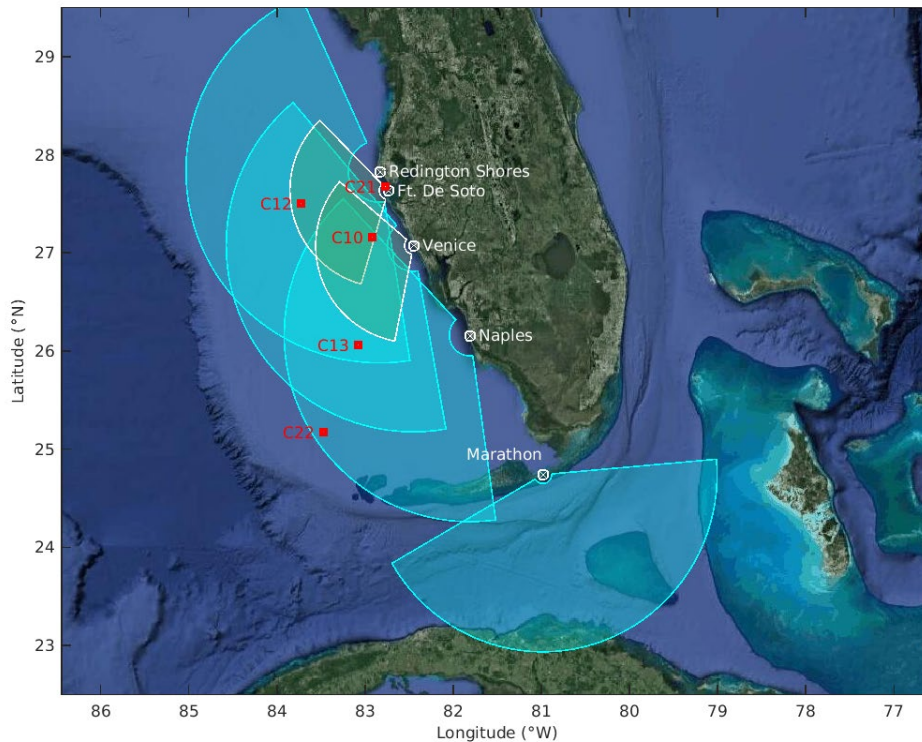 29
28
27
26
25
24
23
Latitude (°N)
Redington Shores
C21
Ft. De Soto
C12
C10
Venice
Naples
C13
C22
Marathon
86
85
84
83
82
81
80
79
78
77
Longitude (°W)